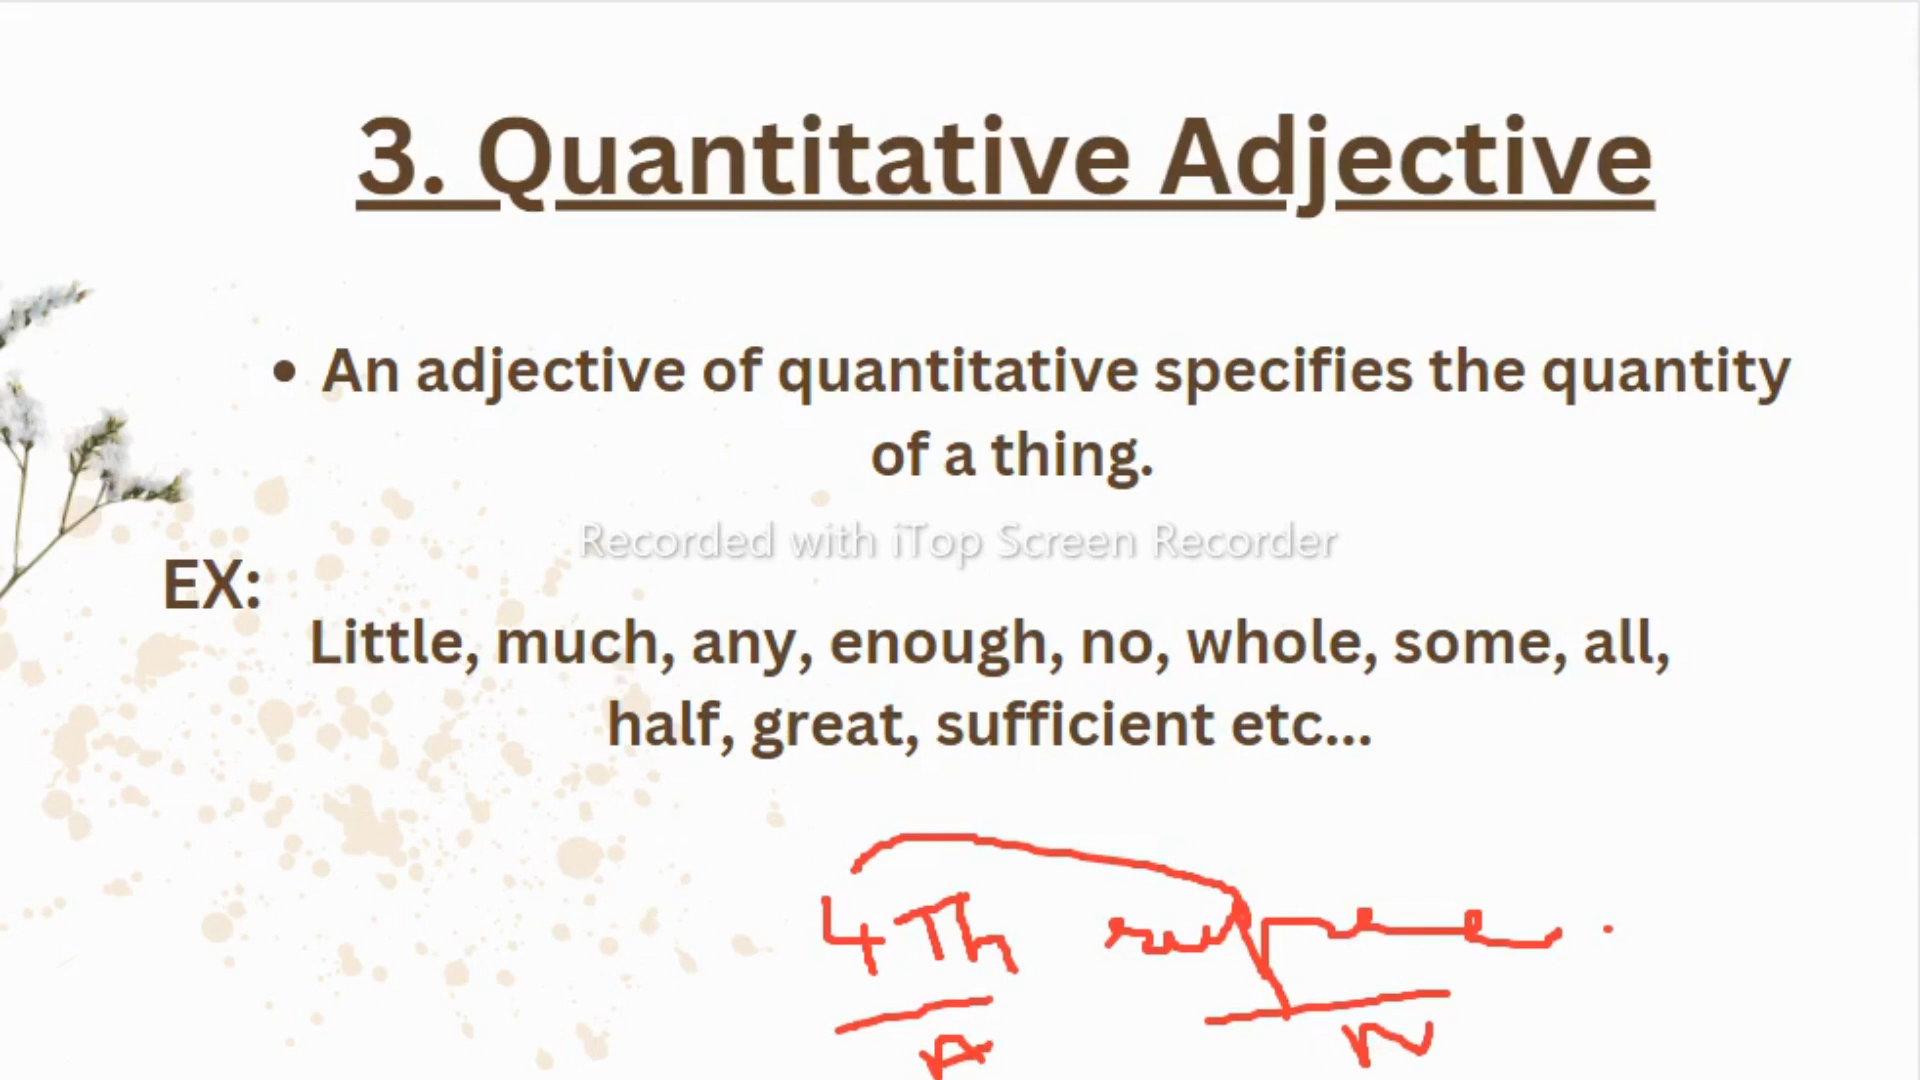 3. Quantitative Adjective
• An adjective of quantitative specifies the quantity
of a thing.
Recorded with iTop Screen Recorder
EX:
Little, much, any, enough, no, whole, some, all,
half, great, sufficient etc...
4Th
A N